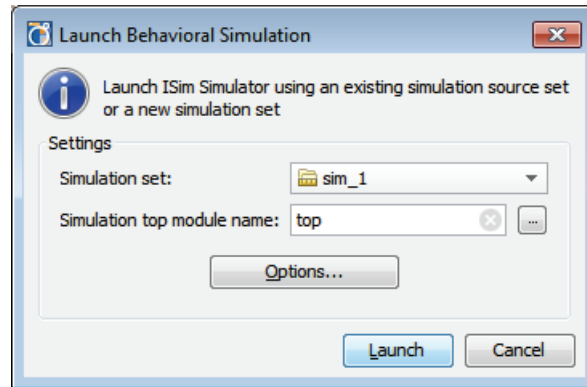 Launch Behavioral Simulation
Launch ISim Simulator using an existing simulation source set
or a new simulation set
Settings
Simulation set: sim_1
Simulation top module name: top ...
Options...
Launch Cancel